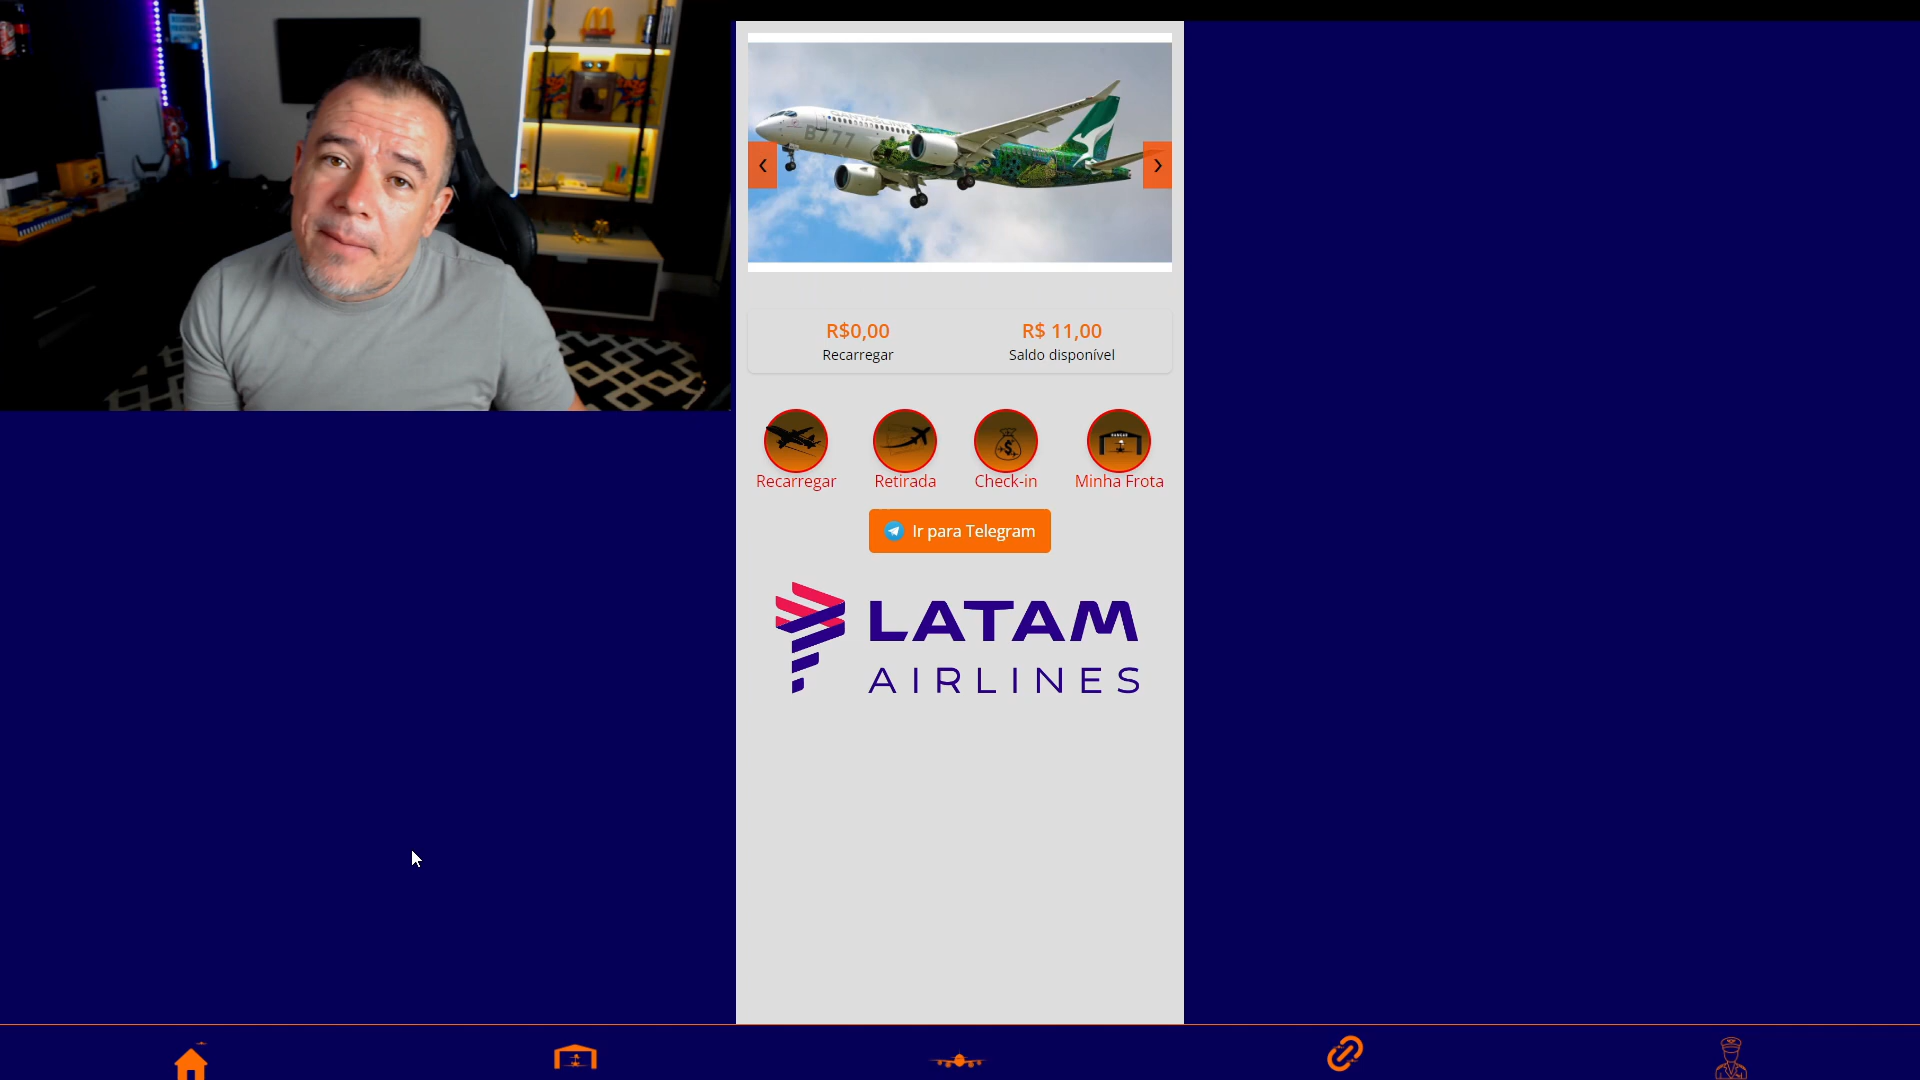 QANTASLINK
B777
R$0,00
R$ 11,00
Recarregar
Saldo disponível
Recarregar
Retirada
Check-in
Minha Frota
Ir para Telegram
LATAM
AIRLINES